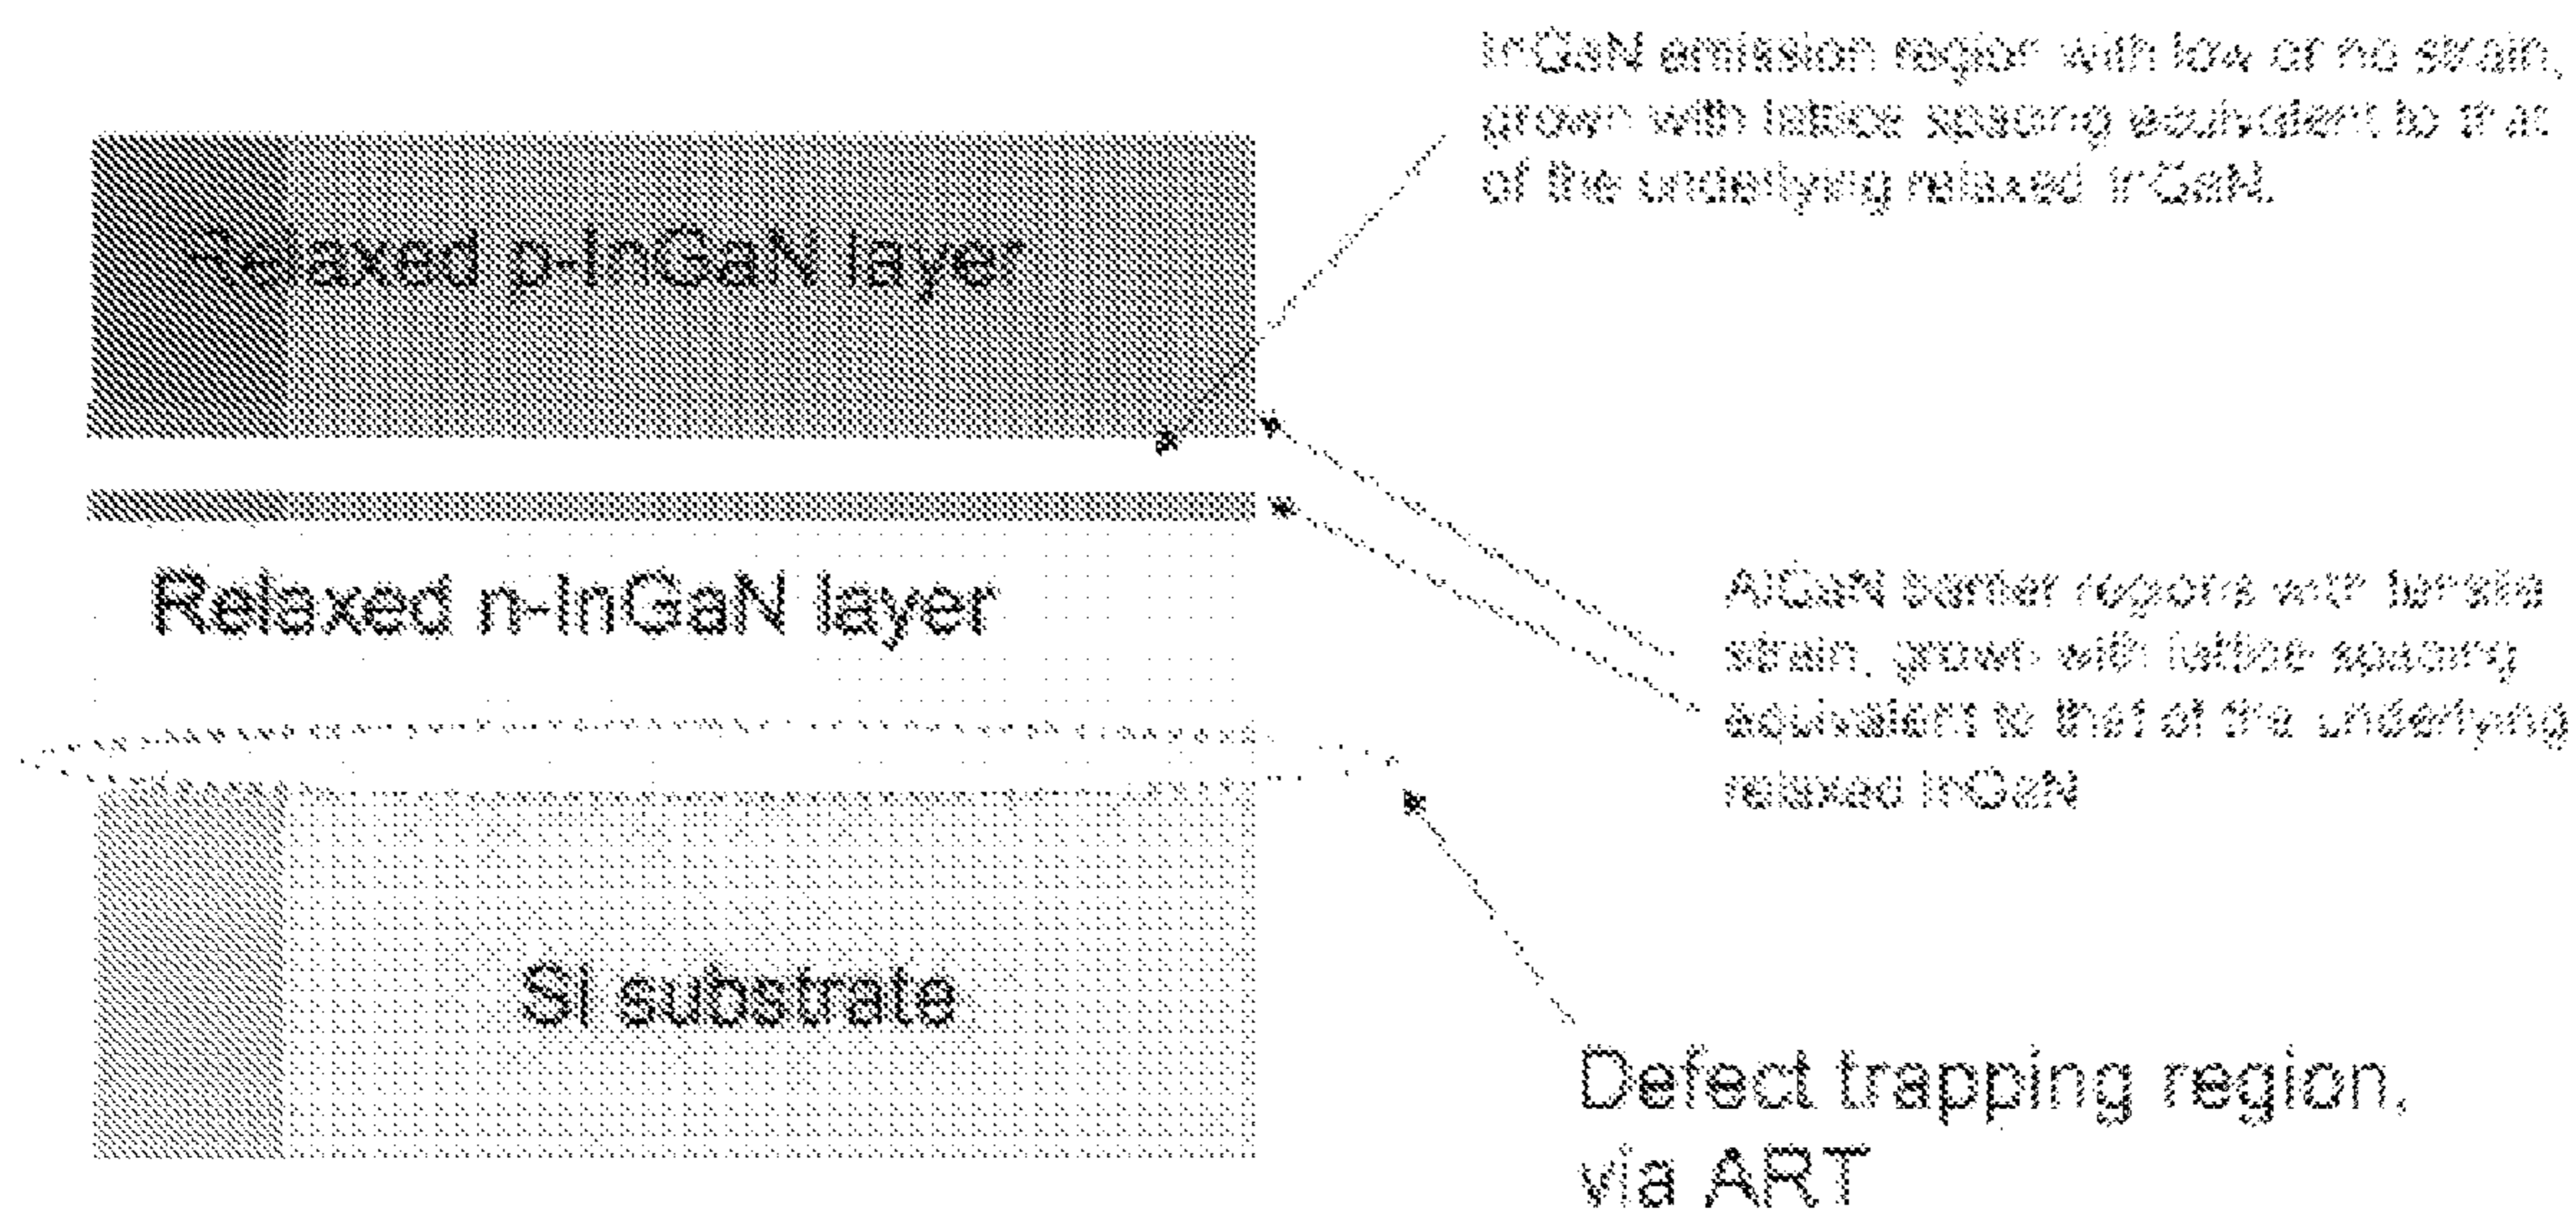 InGaN emission region with low or no strain,
grown with lattice spacing equivalent to that
of the underlying relaxed InGaN.
Relaxed p-InGaN layer
Relaxed n-InGaN layer
AlGaN barrier regions with tensile
strain, grown with lattice spacing
equivalent to that of the underlying
relaxed InGaN
Si substrate
Defect trapping region,
via ART